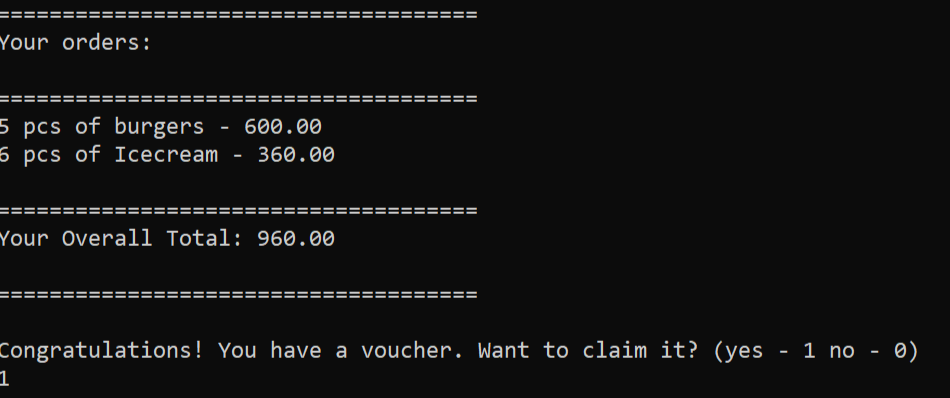 =====================================
Your orders:
=====================================
5 pcs of burgers - 600.00
6 pcs of Icecream - 360.00
=====================================
Your Overall Total: 960.00
=====================================
Congratulations! You have a voucher. Want to claim it? (yes - 1 no - 0)
1